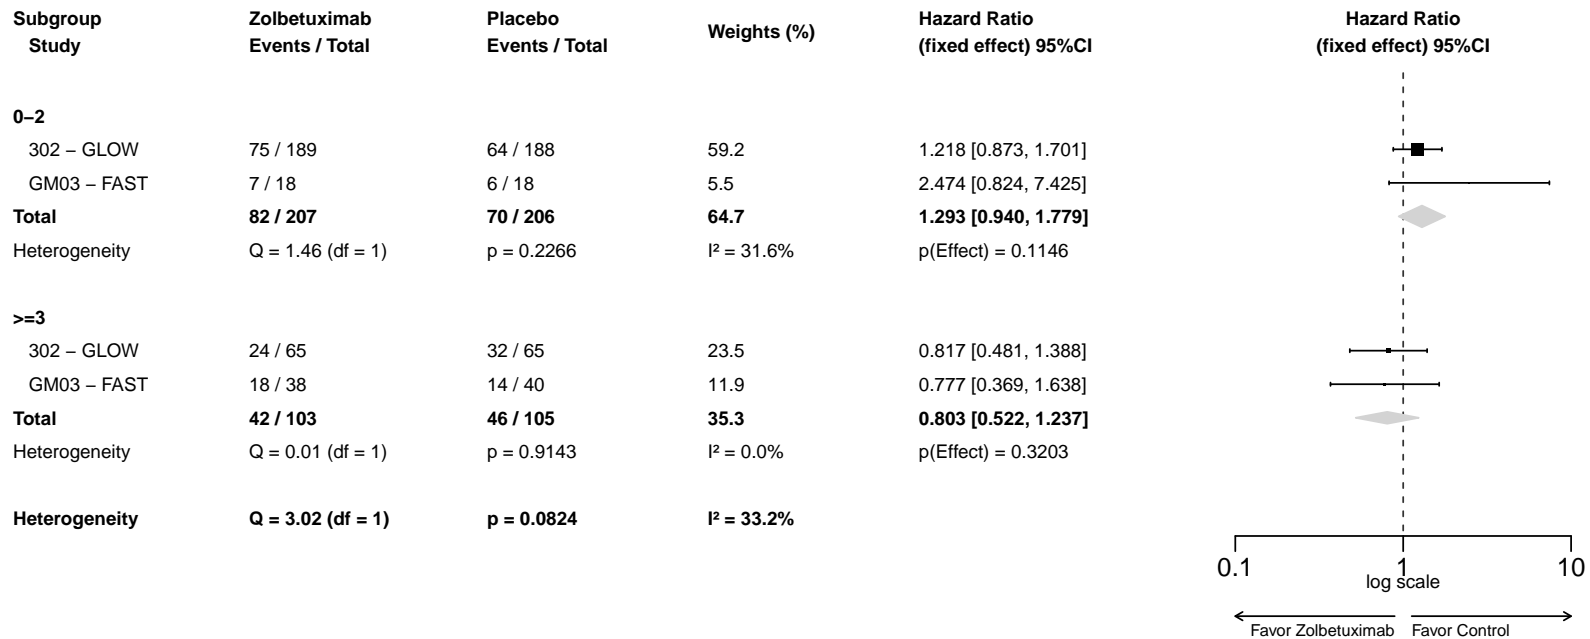 Subgroup Zolbetuximab Placebo Weights (%) Hazard Ratio Hazard Ratio
Study Events / Total Events / Total (fixed effect) 95%CI (fixed effect) 95%CI
0–2
302 – GLOW 75 / 189 64 / 188 59.2 1.218 [0.873, 1.701]
GM03 – FAST 7 / 18 6 / 18 5.5 2.474 [0.824, 7.425]
Total 82 / 207 70 / 206 64.7 1.293 [0.940, 1.779]
Heterogeneity Q = 1.46 (df = 1) p = 0.2266 I² = 31.6% p(Effect) = 0.1146
>=3
302 – GLOW 24 / 65 32 / 65 23.5 0.817 [0.481, 1.388]
GM03 – FAST 18 / 38 14 / 40 11.9 0.777 [0.369, 1.638]
Total 42 / 103 46 / 105 35.3 0.803 [0.522, 1.237]
Heterogeneity Q = 0.01 (df = 1) p = 0.9143 I² = 0.0% p(Effect) = 0.3203
Heterogeneity Q = 3.02 (df = 1) p = 0.0824 I² = 33.2%
0.1 1 10
log scale
Favor Zolbetuximab Favor Control